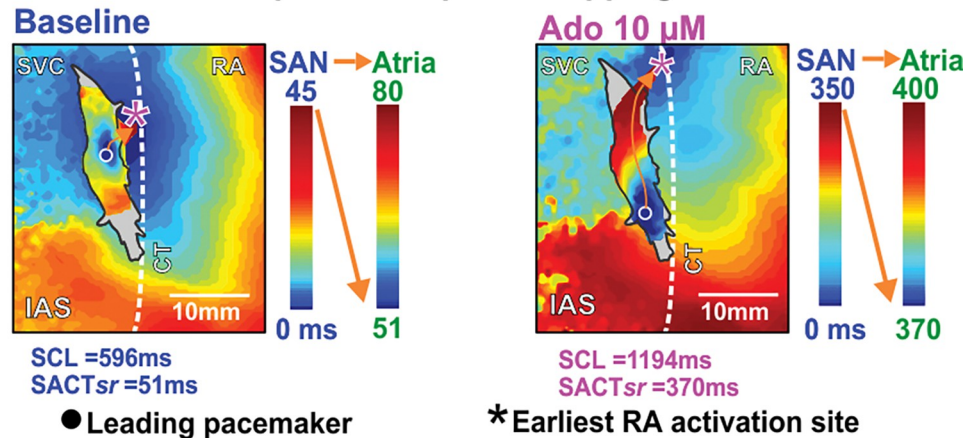 Baseline
SVC
RA
CT
IAS
10mm
SAN → Atria
45
80
0 ms
51
SCL =596ms
SACTsr =51ms
Ado 10 µM
SVC
RA
CT
IAS
10mm
SAN → Atria
350
400
0 ms
370
SCL =1194ms
SACTsr =370ms
● Leading pacemaker
* Earliest RA activation site